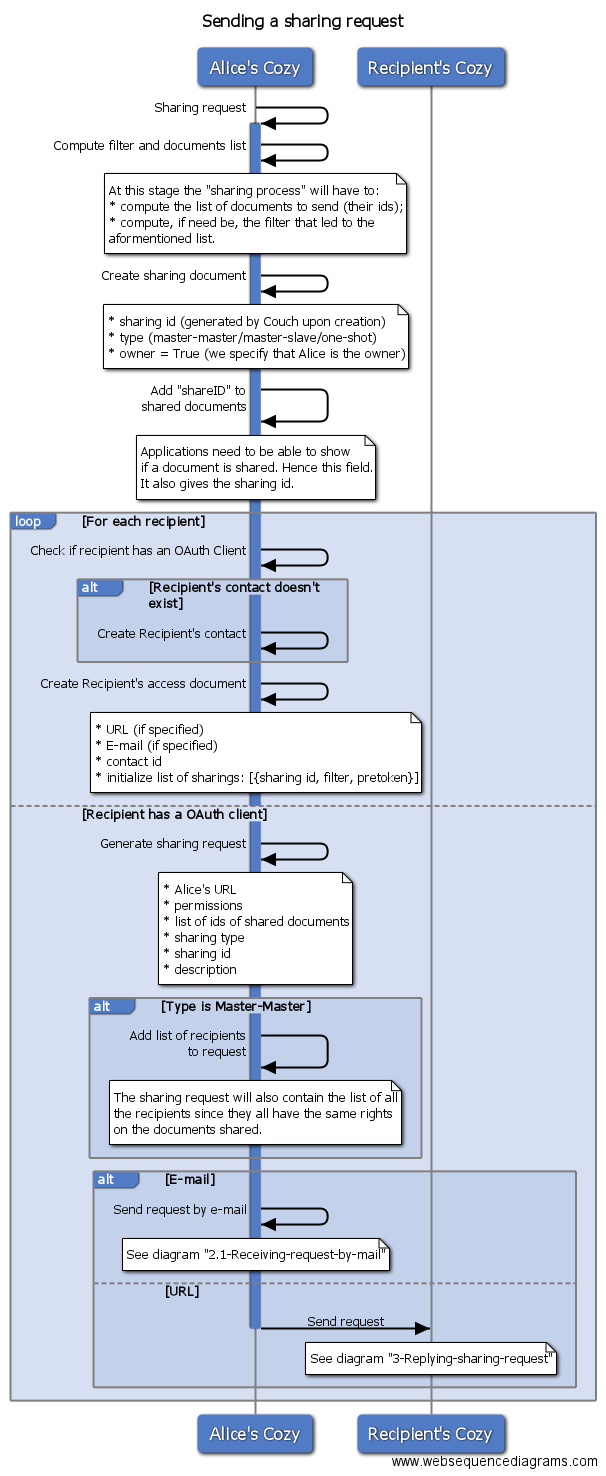 Sending a sharing request
Alice's Cozy
Recipient's Cozy
Sharing request
Compute filter and documents list
At this stage the "sharing process" will have to:
* compute the list of documents to send (their ids);
* compute, if need be, the filter that led to the
aformentioned list.
Create sharing document
* sharing id (generated by Couch upon creation)
* type (master-master/master-slave/one-shot)
* owner = True (we specify that Alice is the owner)
Add "shareID" to
shared documents
Applications need to be able to show
if a document is shared. Hence this field.
It also gives the sharing id.
loop
[For each recipient]
Check if recipient has an OAuth Client
alt
[Recipient's contact doesn't
exist]
Create Recipient's contact
Create Recipient's access document
* URL (if specified)
* E-mail (if specified)
* contact id
* initialize list of sharings: [{sharing id, filter, pretoken}]
[Recipient has a OAuth client]
Generate sharing request
* Alice's URL
* permissions
* list of ids of shared documents
* sharing type
* sharing id
* description
alt
[Type is Master-Master]
Add list of recipients
to request
The sharing request will also contain the list of all
the recipients since they all have the same rights
on the documents shared.
alt
[E-mail]
Send request by e-mail
See diagram "2.1-Receiving-request-by-mail"
[URL]
Send request
See diagram "3-Replying-sharing-request"
Alice's Cozy
Recipient's Cozy
www.websequencediagrams.com